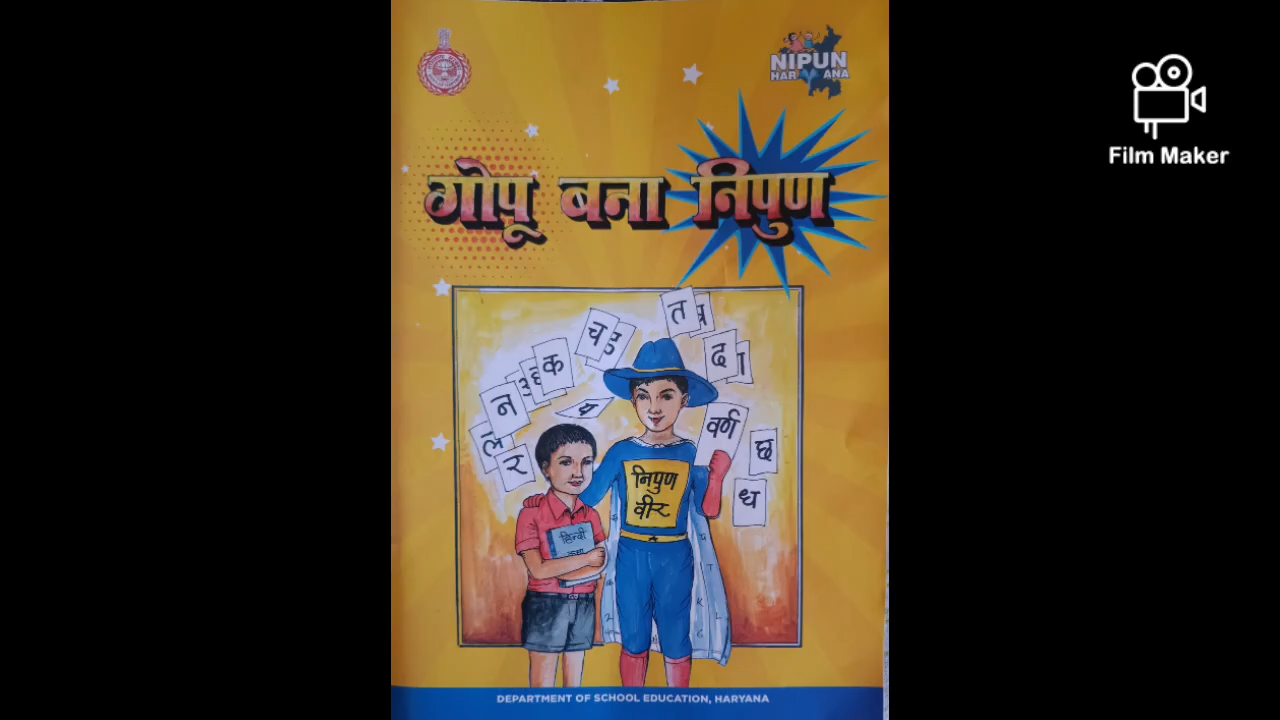 NIPUN
HARYANA
Film Maker
गोपू बना निपुण
त
च
द
क
न
वर्ण
छ
ल
र
निपुण
वीर
ध
हिन्दी
DEPARTMENT OF SCHOOL EDUCATION, HARYANA